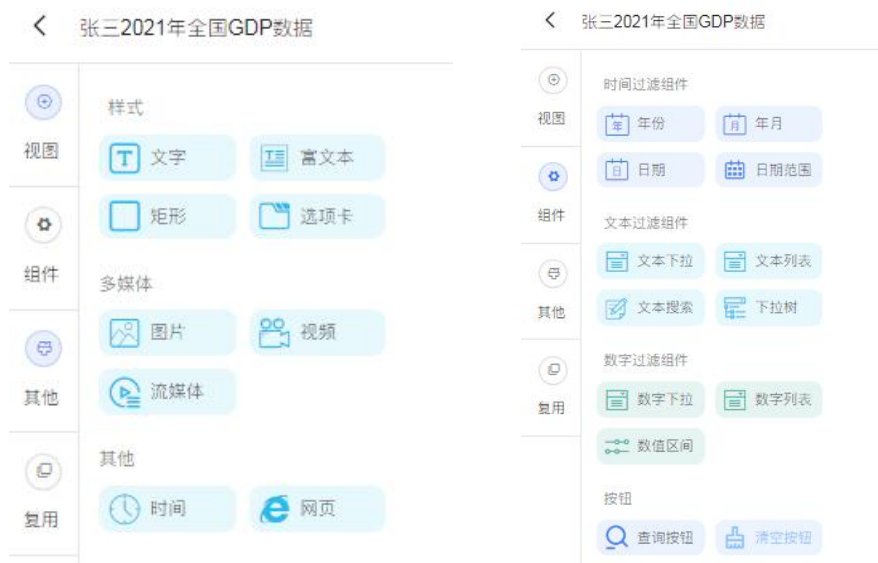 张三2021年全国GDP数据
视图
组件
其他
复用
样式
文字 富文本
矩形 选项卡
多媒体
图片 视频
流媒体
其他
时间 网页
张三2021年全国GDP数据
视图
组件
其他
复用
时间过滤组件
年 年份 月 年月
日 日期 日期范围
文本过滤组件
文本下拉 文本列表
文本搜索 下拉树
数字过滤组件
数字下拉 数字列表
数值区间
按钮
查询按钮 清空按钮